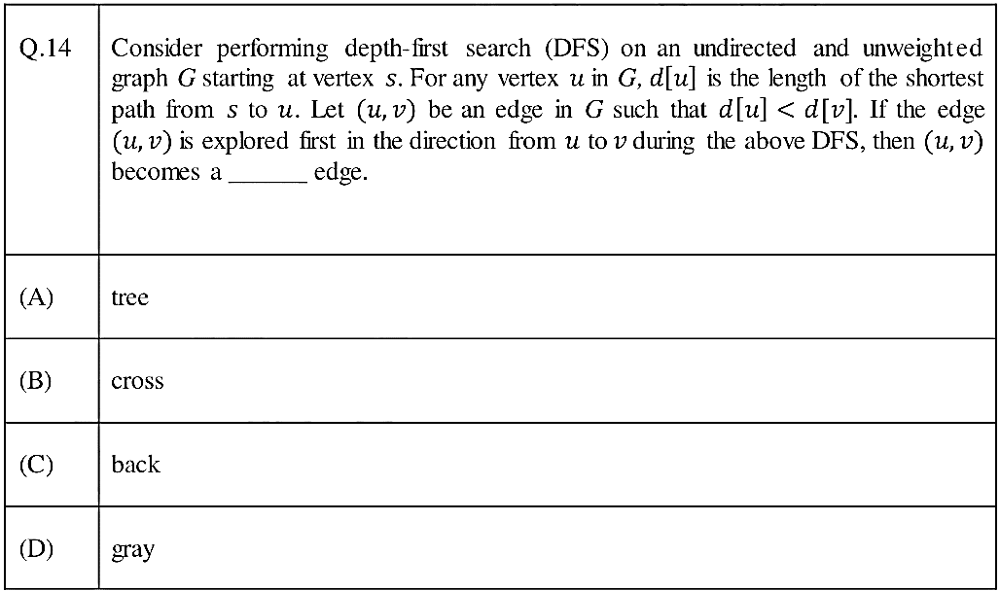 Q.14 Consider performing depth-first search (DFS) on an undirected and unweighted
graph G starting at vertex s. For any vertex u in G, d[u] is the length of the shortest
path from s to u. Let (u, v) be an edge in G such that d[u] < d[v]. If the edge
(u, v) is explored first in the direction from u to v during the above DFS, then (u, v)
becomes a ______ edge.
(A) tree
(B) cross
(C) back
(D) gray